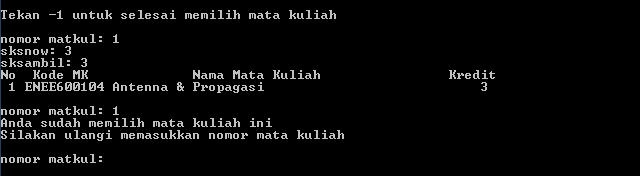 Tekan -1 untuk selesai memilih mata kuliah
nomor matkul: 1
sksnow: 3
sksambil: 3
No Kode MK Nama Mata Kuliah Kredit
1 ENEE600104 Antenna & Propagasi 3
nomor matkul: 1
Anda sudah memilih mata kuliah ini
Silakan ulangi memasukkan nomor mata kuliah
nomor matkul: